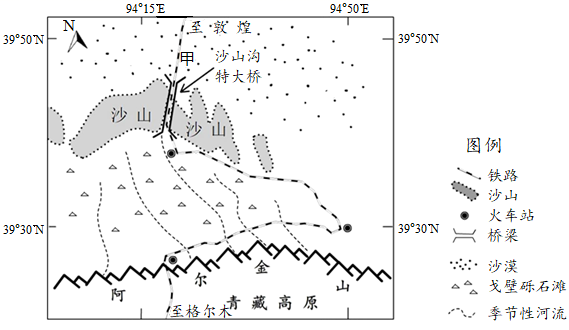 94°15′E
94°50′E
至敦煌
39°50′N
39°50′N
N
甲
沙山沟
特大桥
沙山
沙山
39°30′N
39°30′N
阿尔金山
青藏高原
至格尔木
图例
铁路
沙山
火车站
桥梁
沙漠
戈壁砾石滩
季节性河流